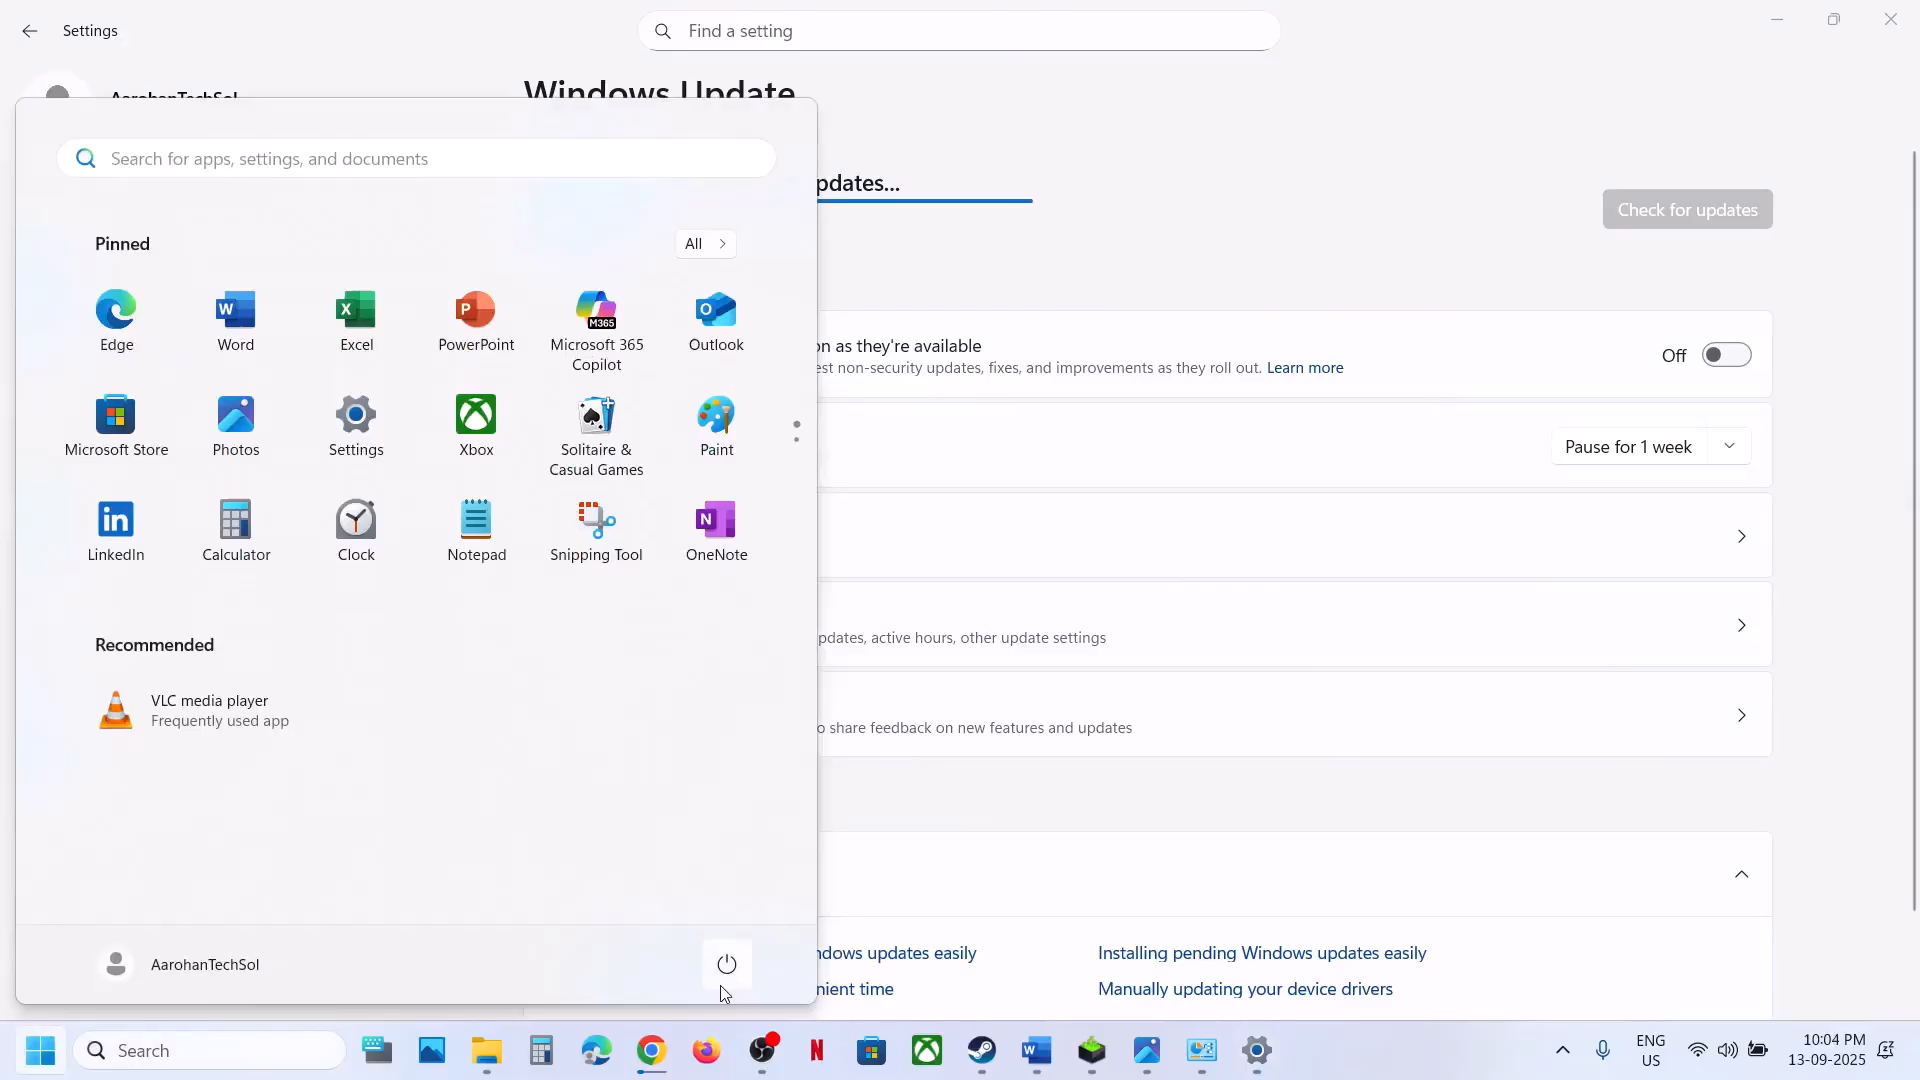 Settings
Find a setting
AarohanTechSol
Windows Update
Search for apps, settings, and documents
pdates...
Check for updates
Pinned
All
Edge
Word
Excel
PowerPoint
Microsoft 365 Copilot
Outlook
on as they're available
est non-security updates, fixes, and improvements as they roll out. Learn more
Off
Microsoft Store
Photos
Settings
Xbox
Solitaire & Casual Games
Paint
Pause for 1 week
LinkedIn
Calculator
Clock
Notepad
Snipping Tool
OneNote
Recommended
pdates, active hours, other update settings
VLC media player
Frequently used app
o share feedback on new features and updates
AarohanTechSol
ndows updates easily
Installing pending Windows updates easily
nient time
Manually updating your device drivers
Search
ENG
US
10:04 PM
13-09-2025